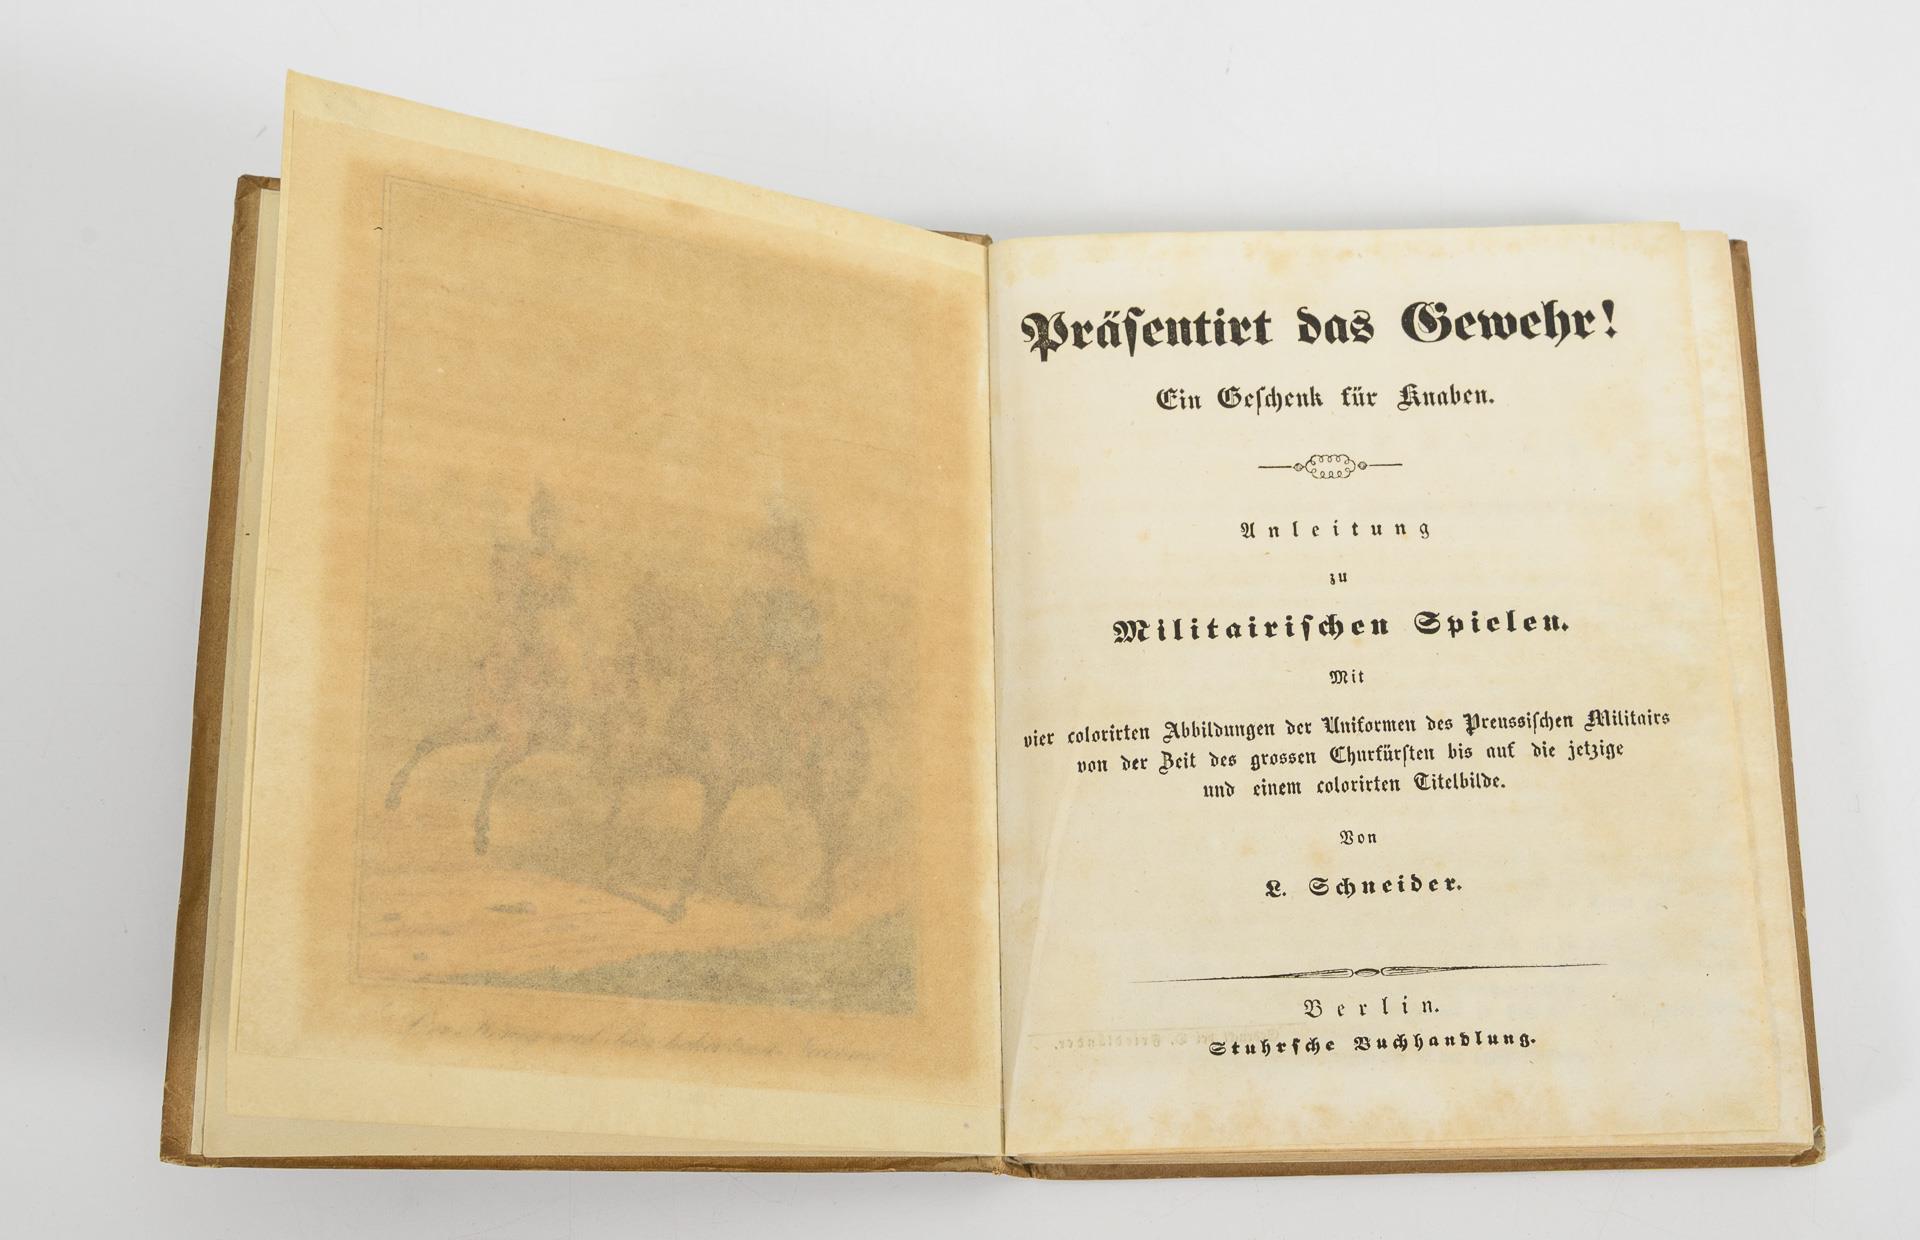 Präsentirt das Gewehr!
Ein Geschenk für Knaben.
Anleitung
zu
Militairischen Spielen.
Mit
vier colorirten Abbildungen der Uniformen des Preussischen Militairs
von der Zeit des grossen Churfürsten bis auf die jetzige
und einem colorirten Titelbilde.
Von
L. Schneider.
Berlin.
Stuhrsche Buchhandlung.